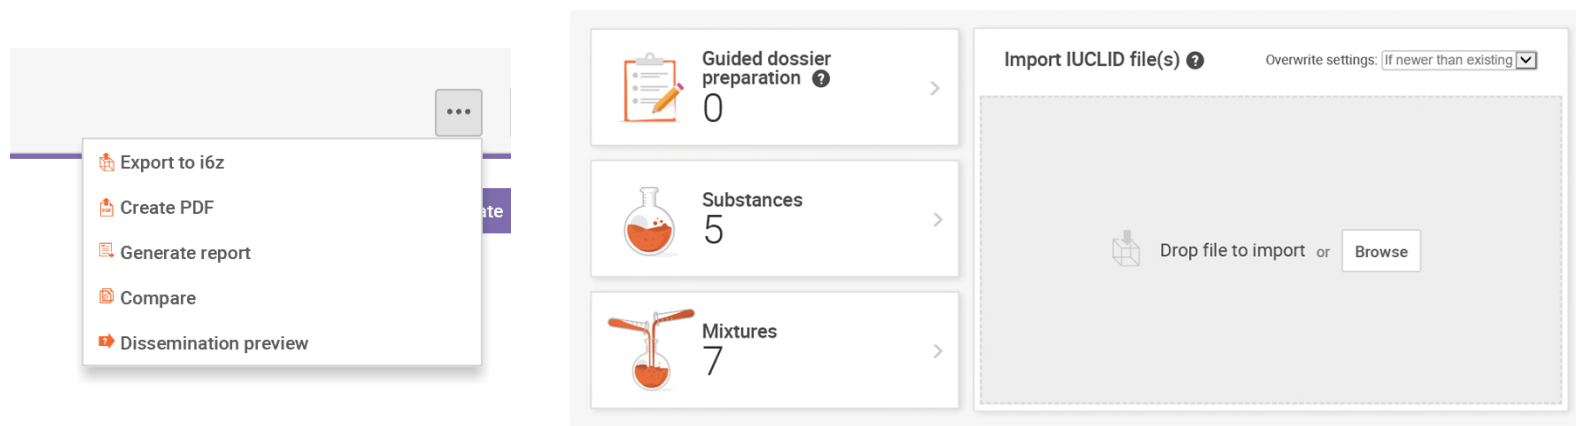 Export to i6z
Create PDF
Generate report
Compare
Dissemination preview
Guided dossier
preparation ?
0
Substances
5
Mixtures
7
Import IUCLID file(s) ?
Overwrite settings: If newer than existing
Drop file to import or Browse